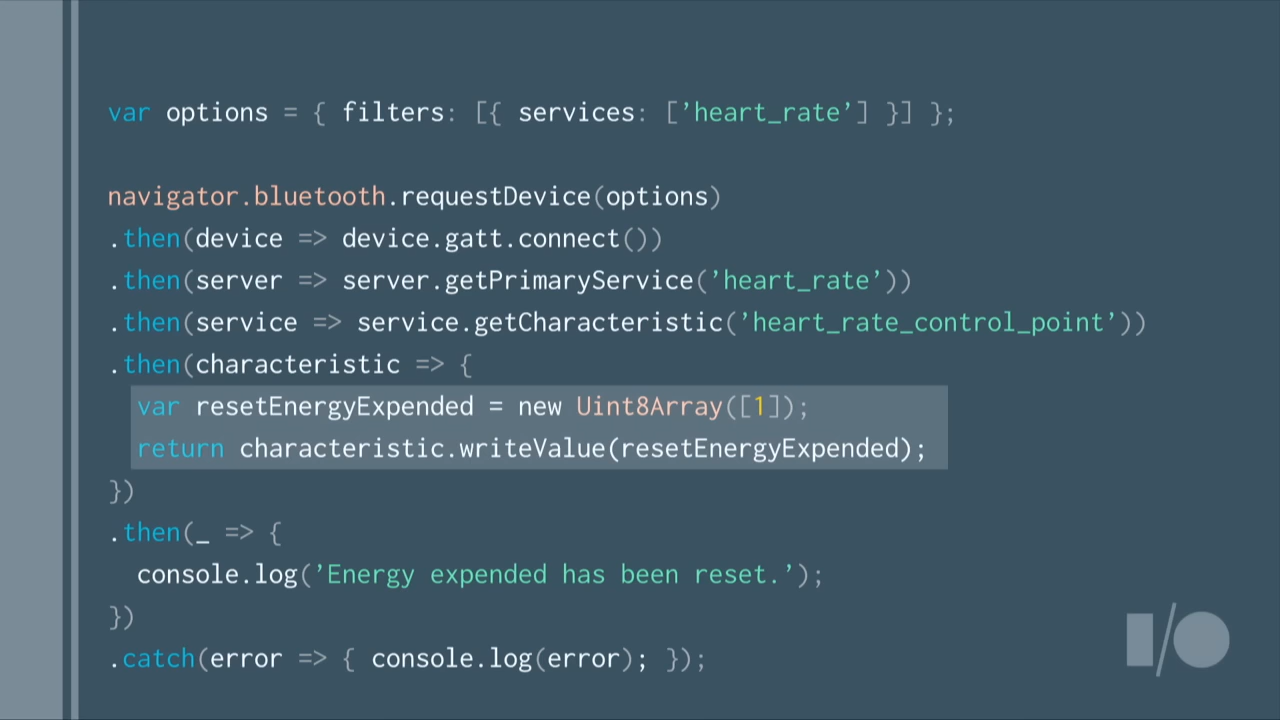 var options = { filters: [{ services: ['heart_rate'] }] };
navigator.bluetooth.requestDevice(options)
.then(device => device.gatt.connect())
.then(server => server.getPrimaryService('heart_rate'))
.then(service => service.getCharacteristic('heart_rate_control_point'))
.then(characteristic => {
  var resetEnergyExpended = new Uint8Array([1]);
  return characteristic.writeValue(resetEnergyExpended);
})
.then(_ => {
  console.log('Energy expended has been reset.');
})
.catch(error => { console.log(error); });
I/O